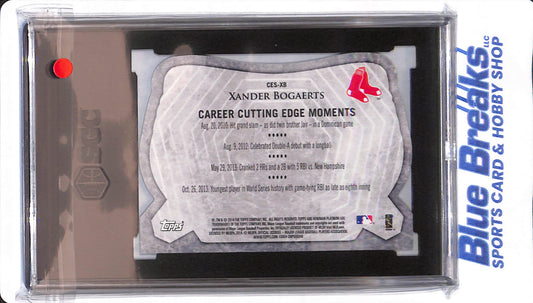 CES-XB
XANDER BOGAERTS
CAREER CUTTING EDGE MOMENTS
Aug. 20, 2010: Hit grand slam – as did twin brother Jair – in a Dominican game
Aug. 9, 2012: Celebrated Double-A debut with a longball
May 29, 2013: Cranked 2 HRs and a 2B with 5 RBI vs. New Hampshire
Oct. 26, 2013: Youngest player in World Series history with game-tying RBI as late as eighth inning
Topps
SGC
Blue Breaks LLC
SPORTS CARD & HOBBY SHOP